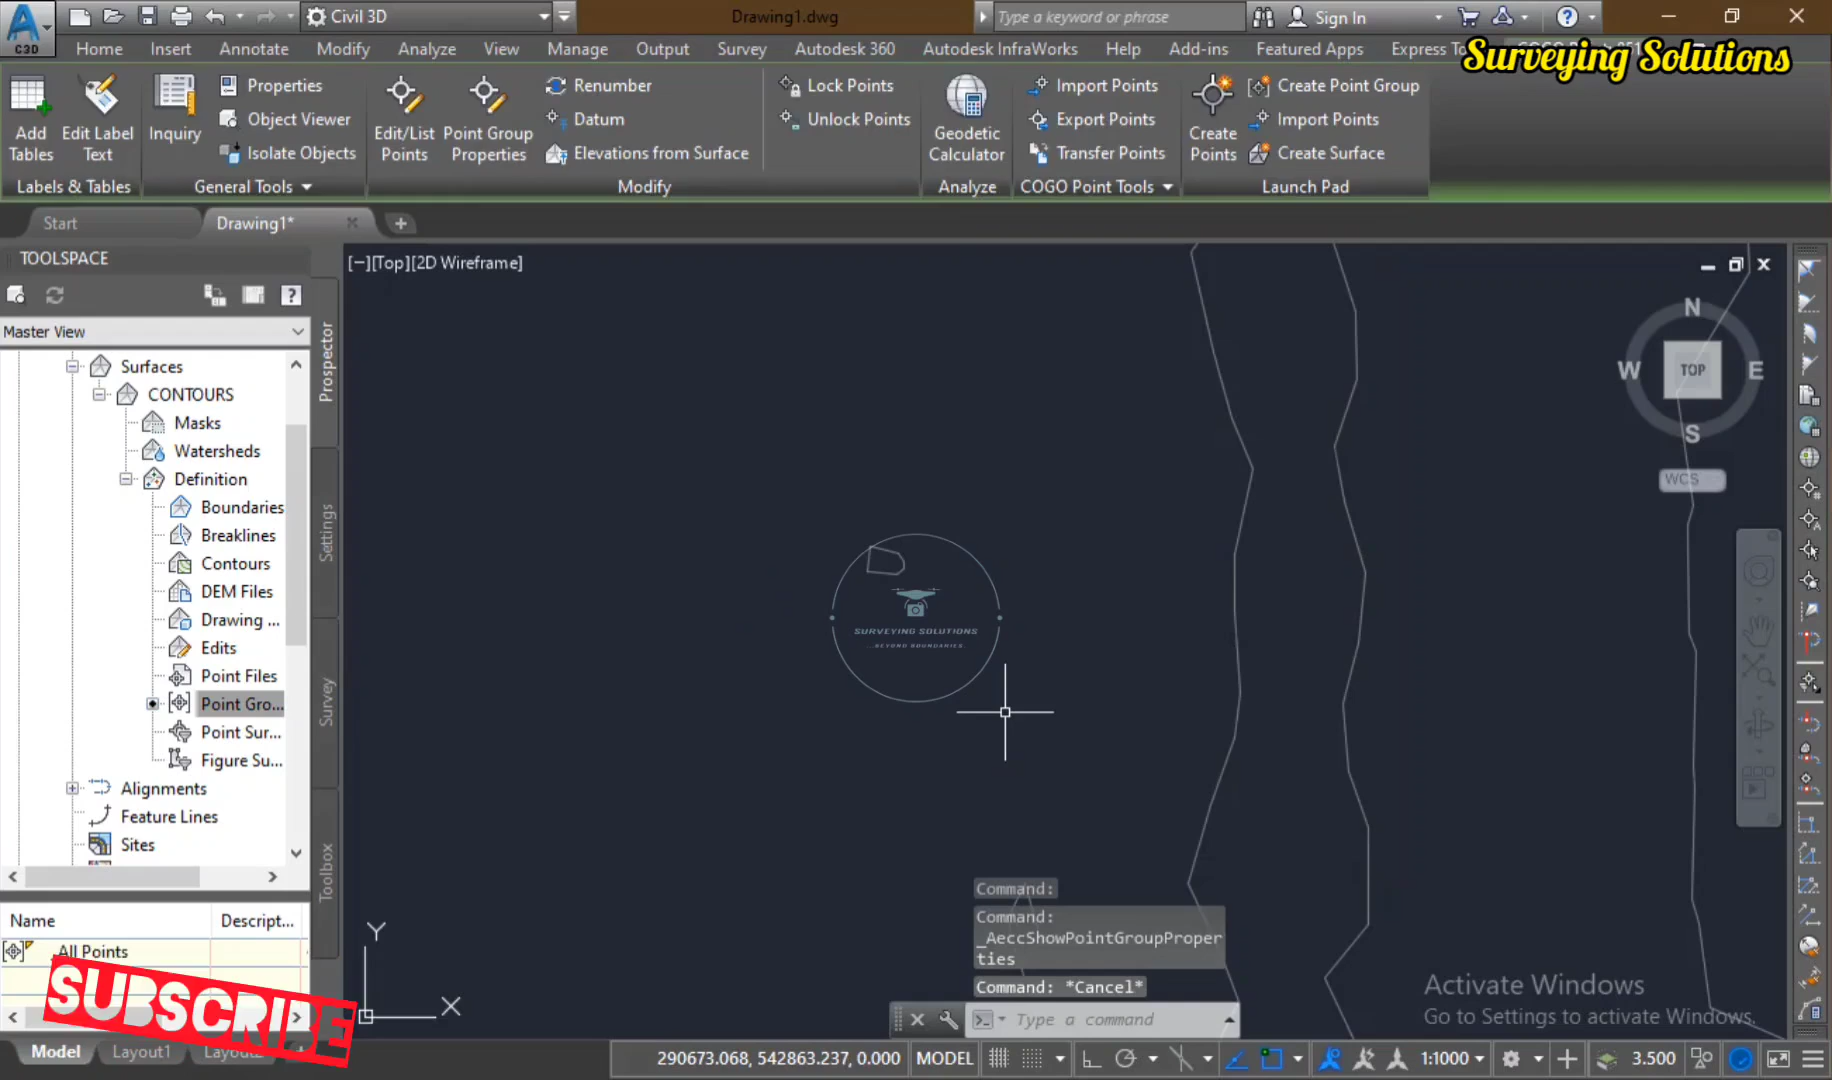 C3D
Civil 3D
Drawing1.dwg
Type a keyword or phrase
Sign In
Home
Insert
Annotate
Modify
Analyze
View
Manage
Output
Survey
Autodesk 360
Autodesk InfraWorks
Help
Add-ins
Featured Apps
Surveying Solutions
Add Tables
Edit Label Text
Labels & Tables
Inquiry
Properties
Object Viewer
Isolate Objects
General Tools
Edit/List Points
Point Group Properties
Renumber
Datum
Elevations from Surface
Modify
Lock Points
Unlock Points
Geodetic Calculator
Analyze
Import Points
Export Points
Transfer Points
COGO Point Tools
Create Points
Create Point Group
Import Points
Create Surface
Launch Pad
Start
Drawing1*
TOOLSPACE
Master View
Surfaces
CONTOURS
Masks
Watersheds
Definition
Boundaries
Breaklines
Contours
DEM Files
Drawing ...
Edits
Point Files
Point Gro...
Point Sur...
Figure Su...
Alignments
Feature Lines
Sites
Prospector
Settings
Survey
Toolbox
Name
Descript...
All Points
SUBSCRIBE
Model
Layout1
[−][Top][2D Wireframe]
N
W
TOP
E
S
WCS
SURVEYING SOLUTIONS
...BEYOND BOUNDARIES
Y
X
Command:
Command:
_AeccShowPointGroupProper
ties
Command: *Cancel*
Type a command
Activate Windows
Go to Settings to activate Windows.
290673.068, 542863.237, 0.000
MODEL
1:1000
3.500